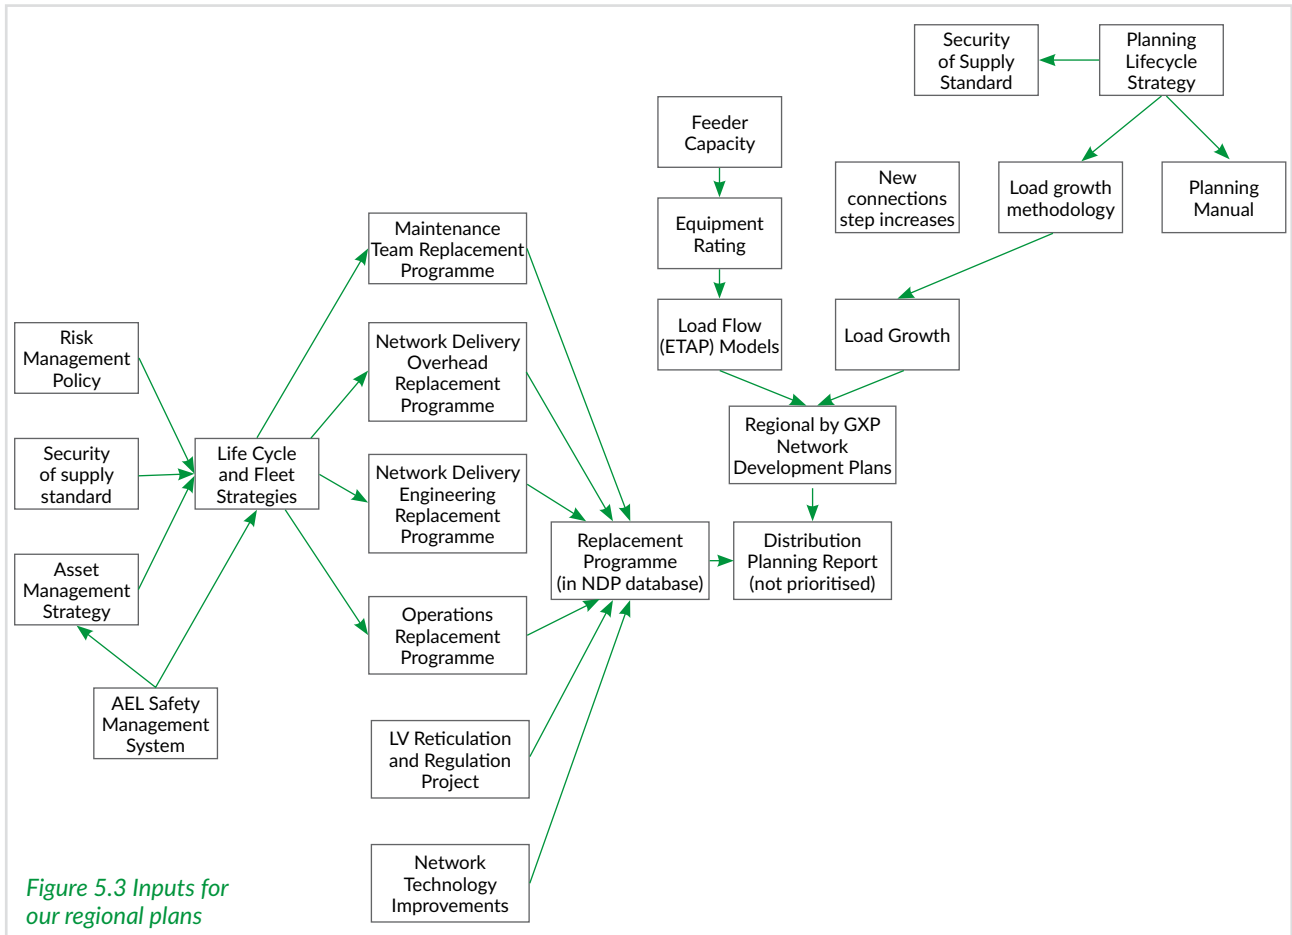 Security
of Supply
Standard
Planning
Lifecycle
Strategy
Feeder
Capacity
New
connections
step increases
Load growth
methodology
Planning
Manual
Equipment
Rating
Maintenance
Team Replacement
Programme
Load Flow
(ETAP) Models
Load Growth
Risk
Management
Policy
Network Delivery
Overhead
Replacement
Programme
Regional by GXP
Network
Development Plans
Security
of supply
standard
Life Cycle
and Fleet
Strategies
Network Delivery
Engineering
Replacement
Programme
Replacement
Programme
(in NDP database)
Distribution
Planning Report
(not prioritised)
Asset
Management
Strategy
Operations
Replacement
Programme
AEL Safety
Management
System
LV Reticulation
and Regulation
Project
Network
Technology
Improvements
Figure 5.3 Inputs for
our regional plans